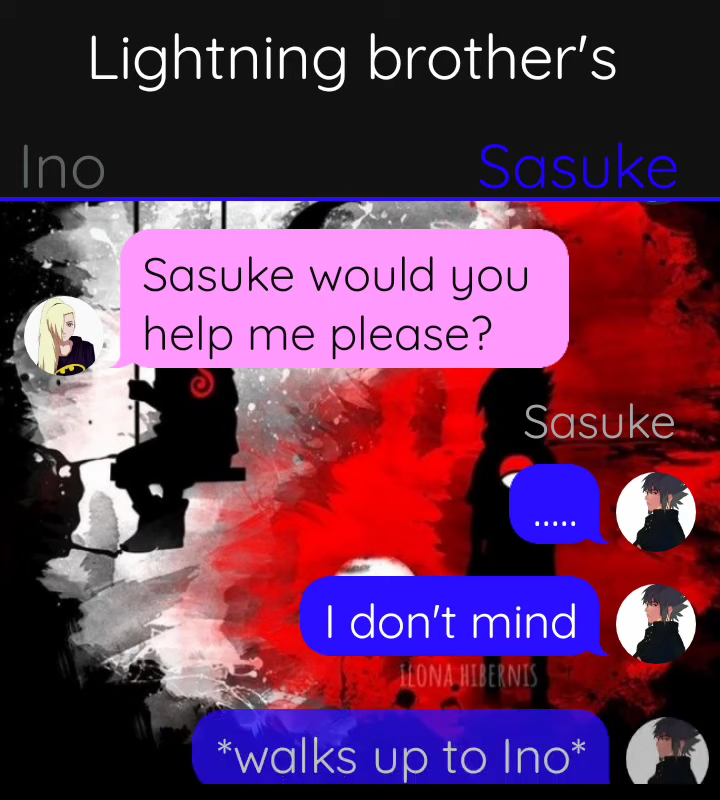 Lightning brother's
Ino
Sasuke
Sasuke would you
help me please?
Sasuke
.....
I don't mind
ILONA HIBERNIS
*walks up to Ino*